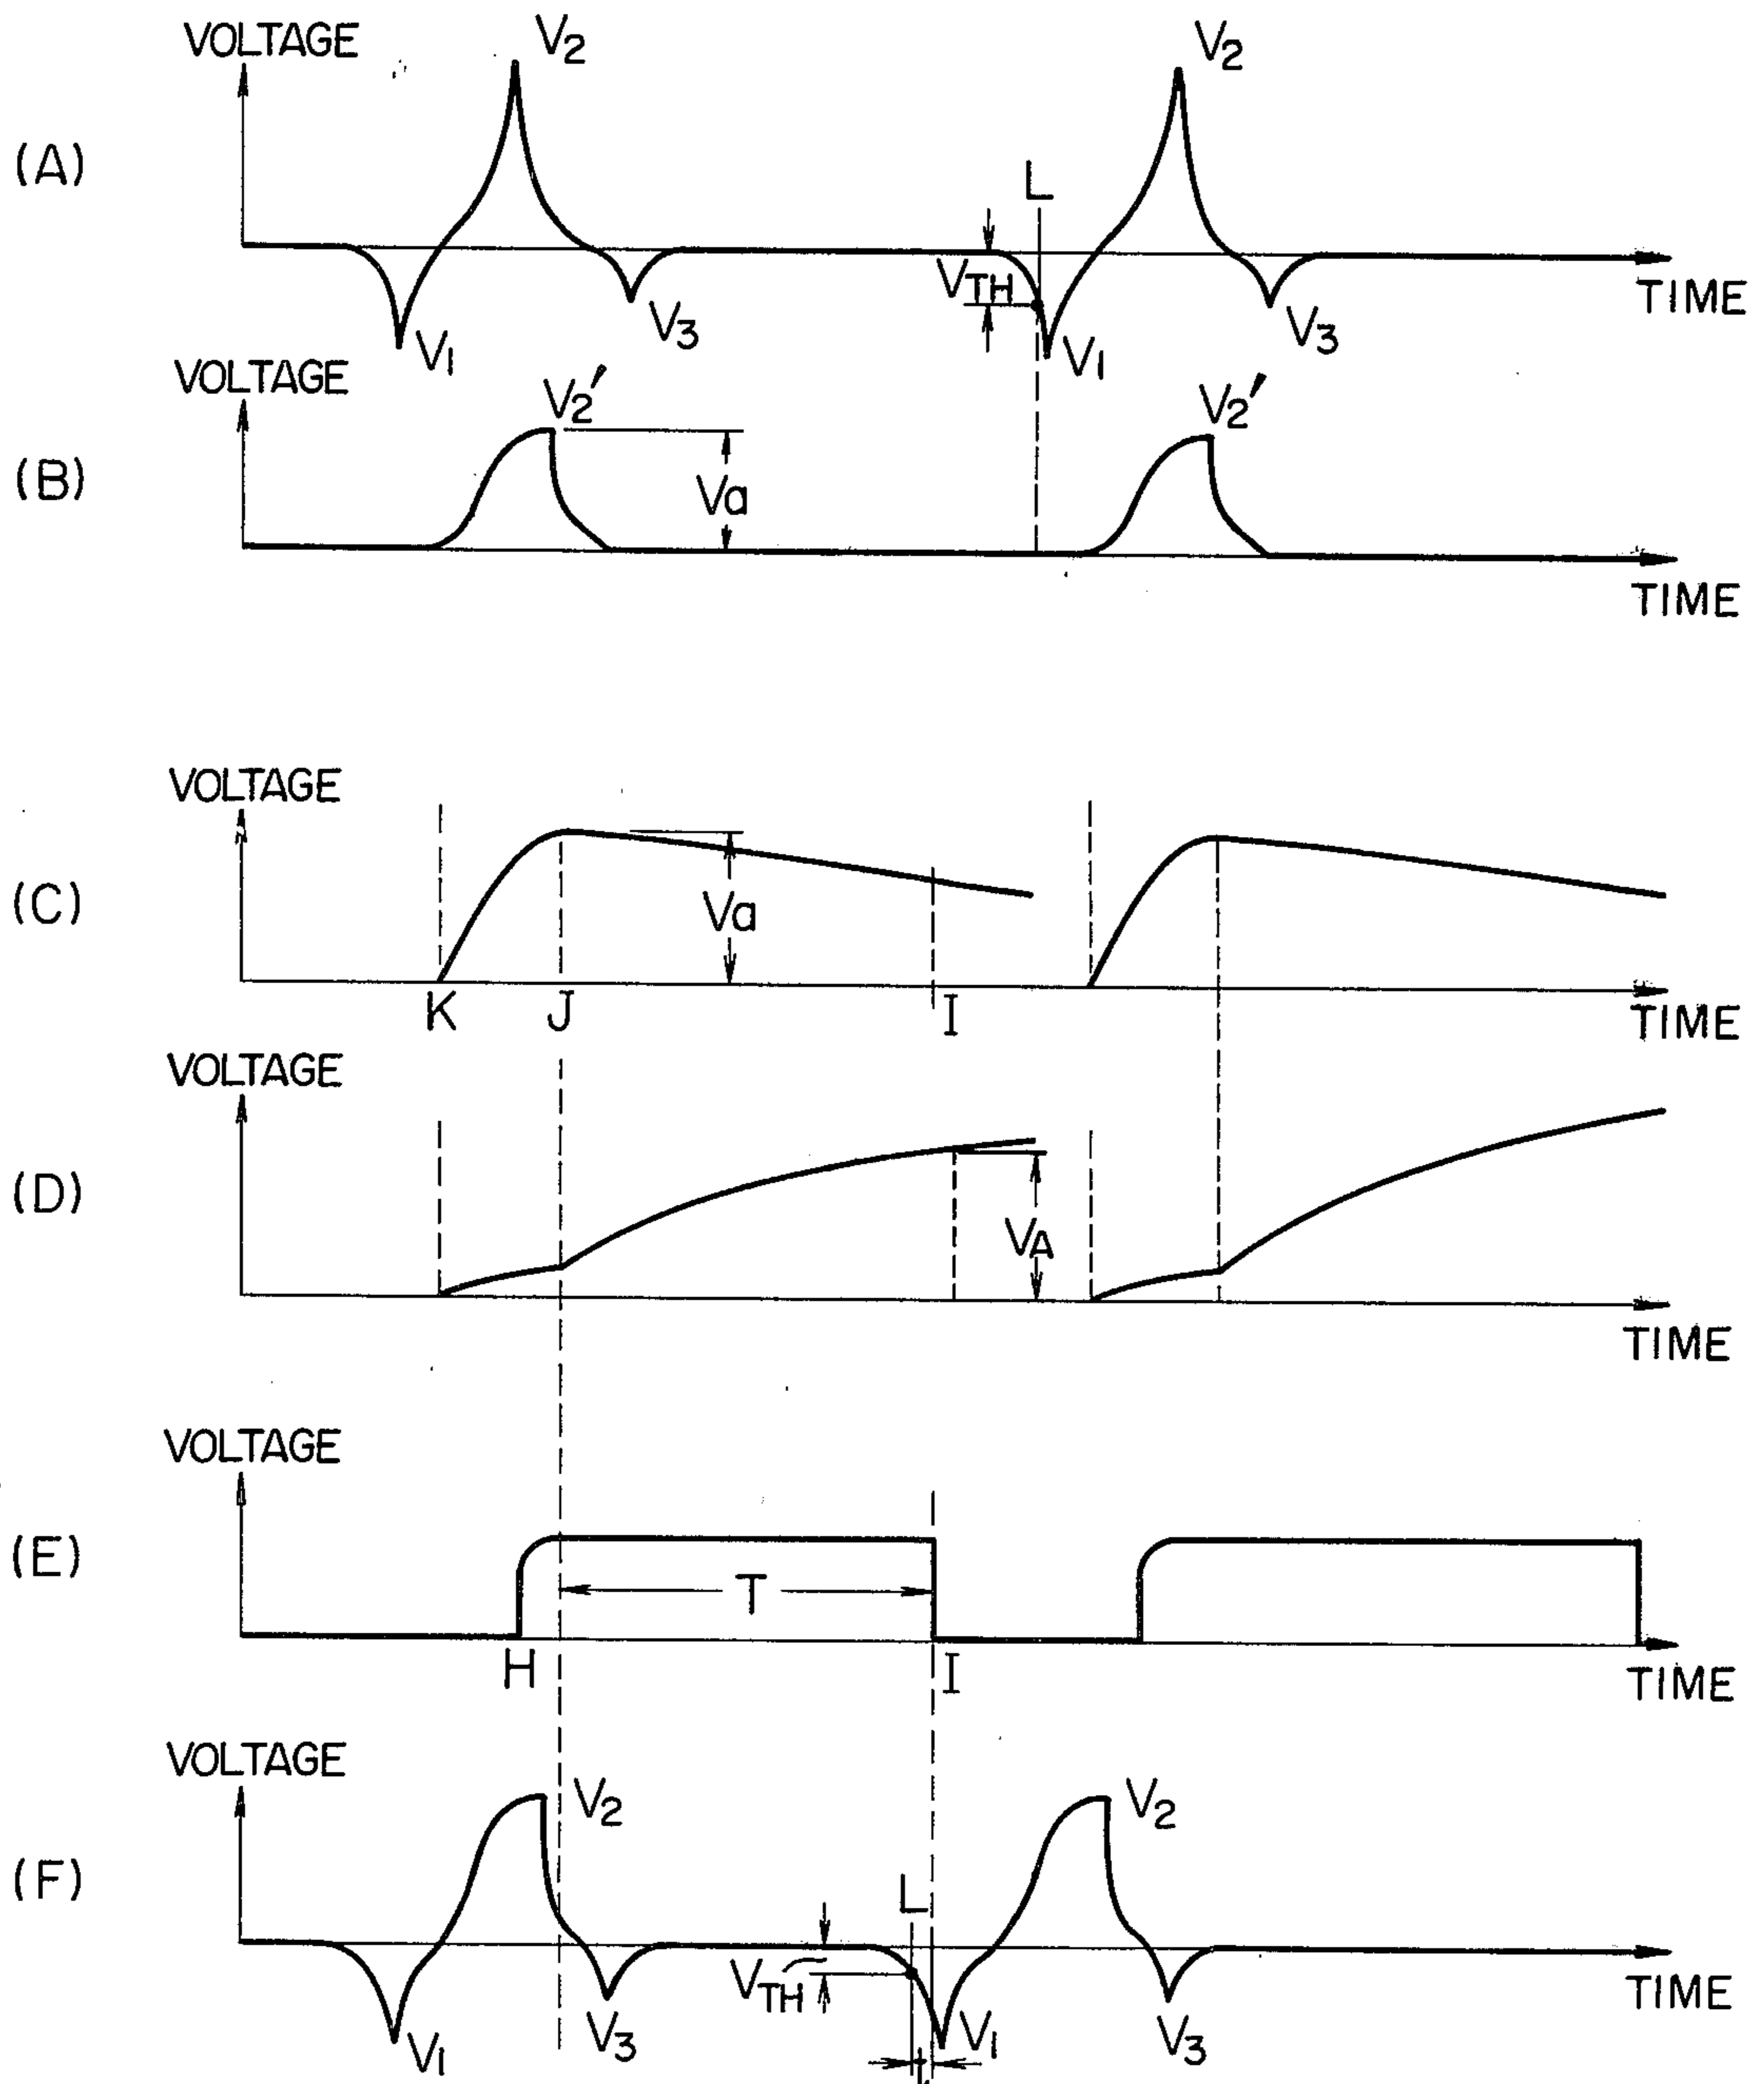 (A)
VOLTAGE
V2
V2
L
VTH
V1
V3
V1
V3
TIME
(B)
VOLTAGE
V2'
V2'
Va
TIME
(C)
VOLTAGE
Va
K
J
I
TIME
(D)
VOLTAGE
VA
TIME
(E)
VOLTAGE
T
H
I
TIME
(F)
VOLTAGE
V2
V2
L
VTH
V1
V3
V1
V3
TIME